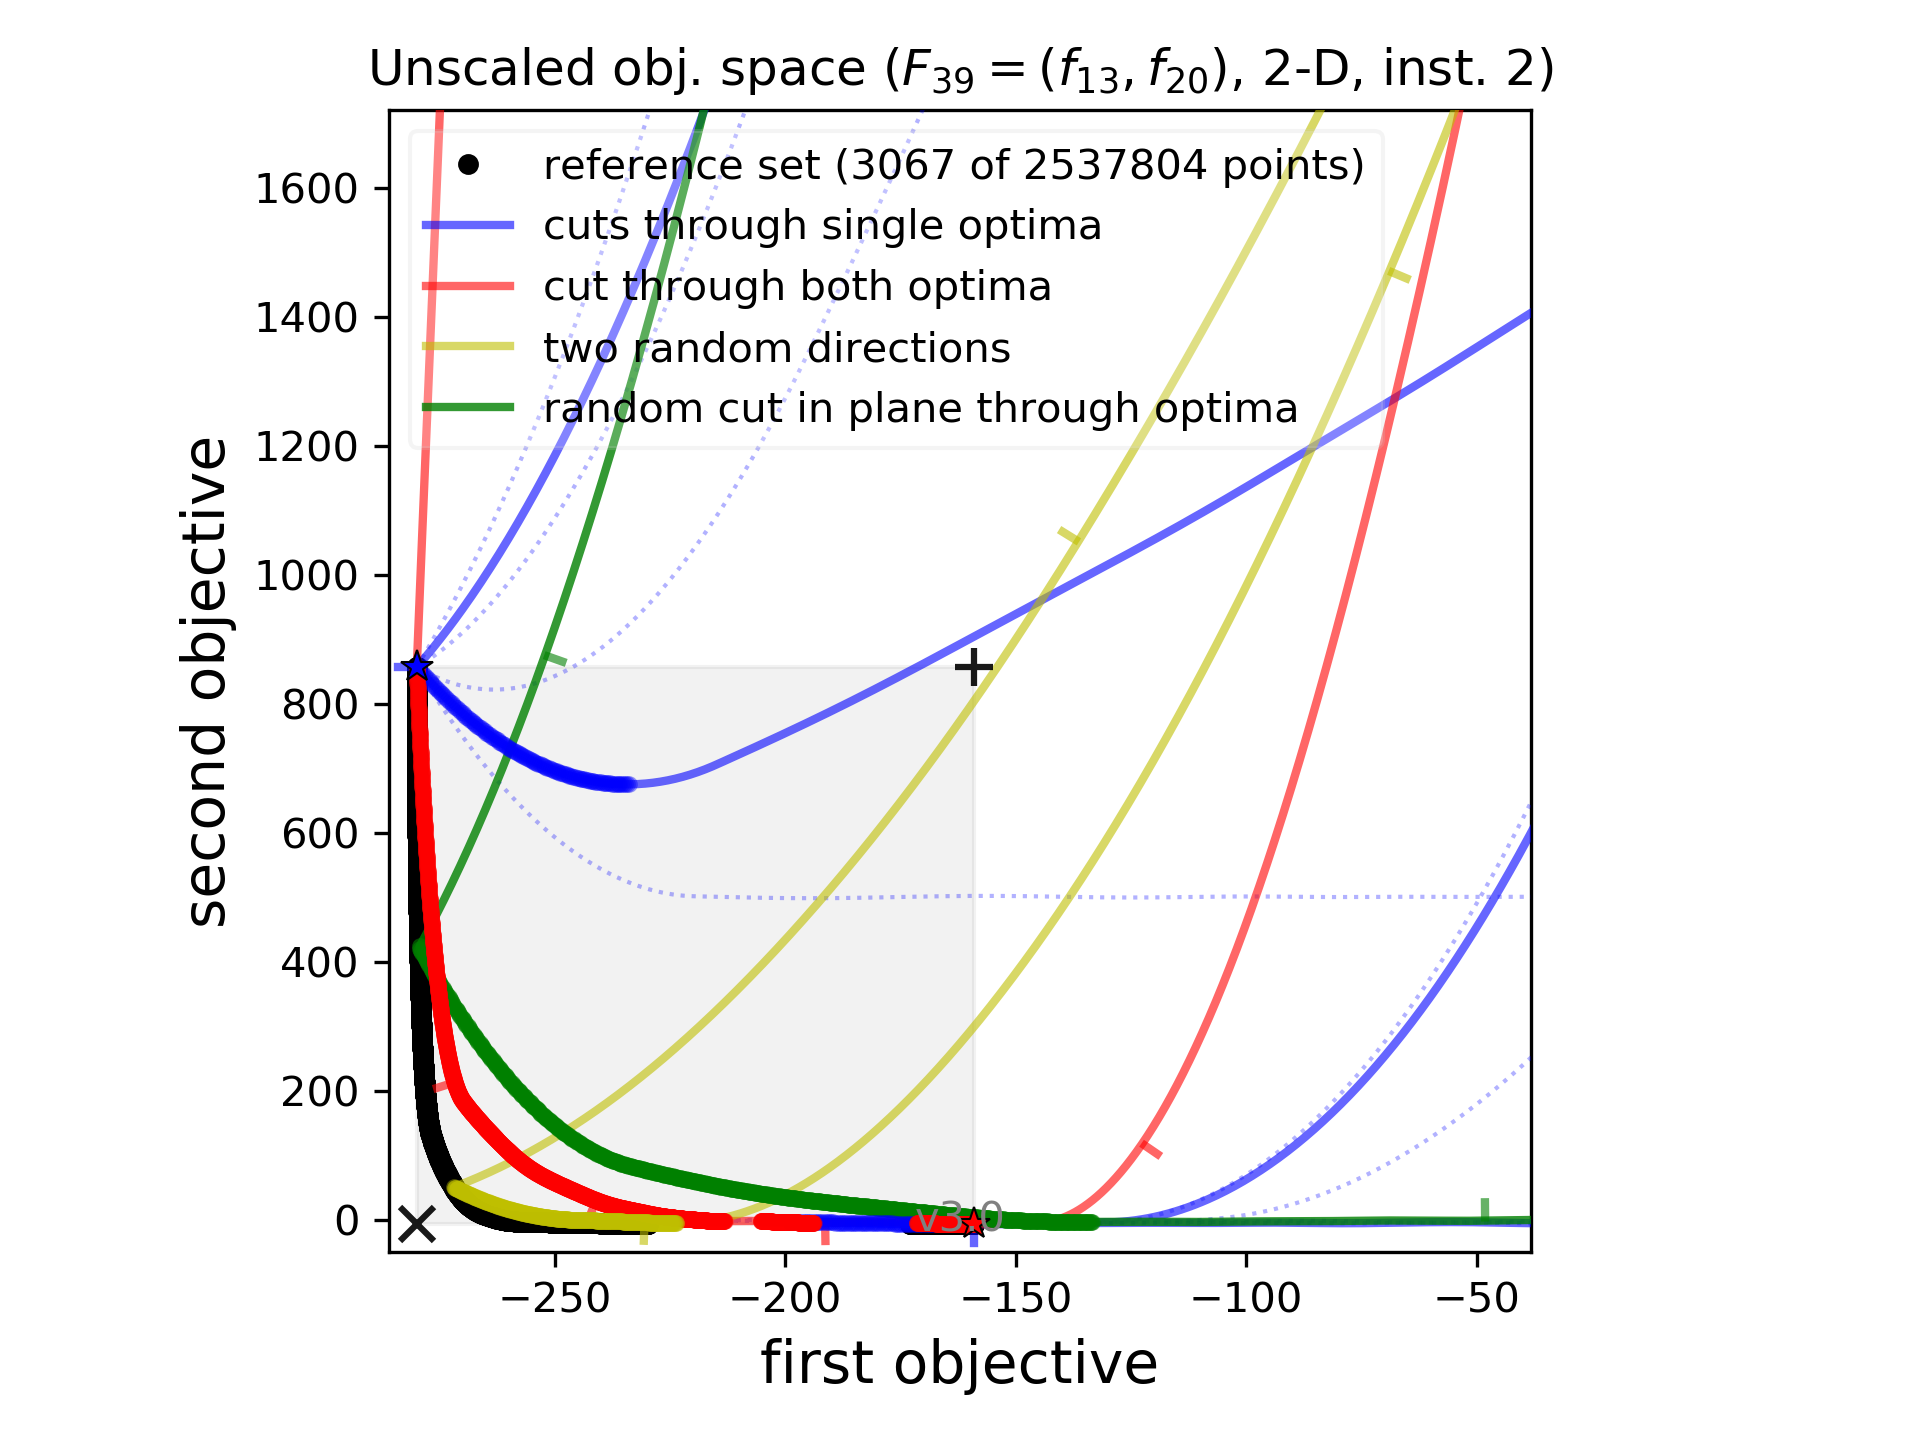 Unscaled obj. space (F₃₉ = (f₁₃, f₂₀), 2-D, inst. 2)
reference set (3067 of 2537804 points)
cuts through single optima
cut through both optima
two random directions
random cut in plane through optima
second objective
1600
1400
1200
1000
800
600
400
200
0
v3.0
−250 −200 −150 −100 −50
first objective